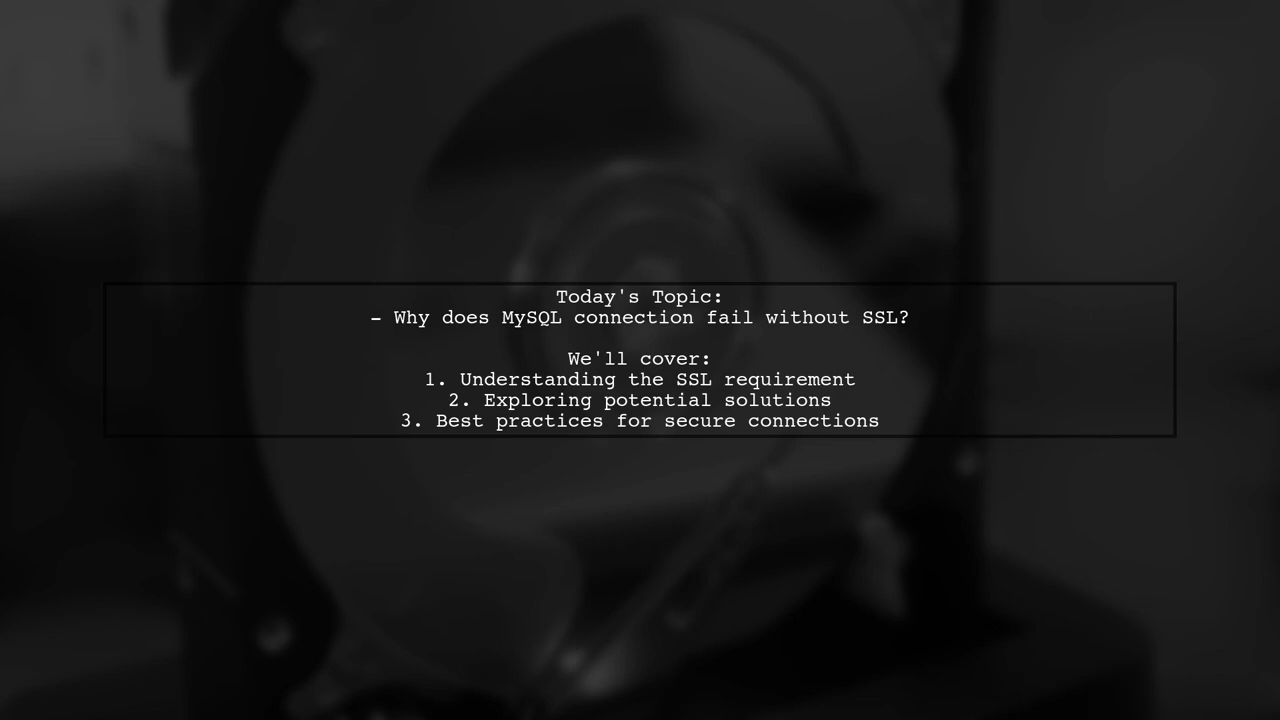 Today's Topic:
- Why does MySQL connection fail without SSL?
We'll cover:
1. Understanding the SSL requirement
2. Exploring potential solutions
3. Best practices for secure connections